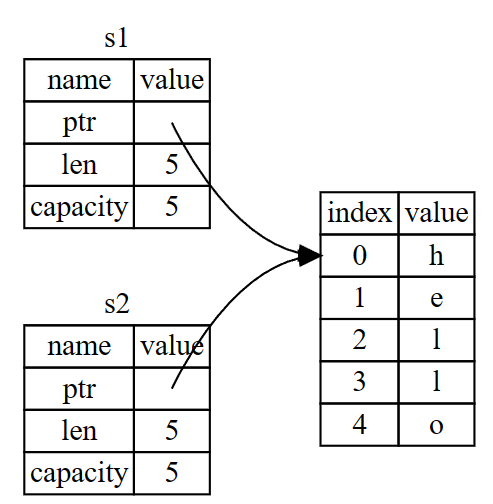 s1
name value
ptr
len 5
capacity 5
s2
name value
ptr
len 5
capacity 5
index value
0 h
1 e
2 l
3 l
4 o